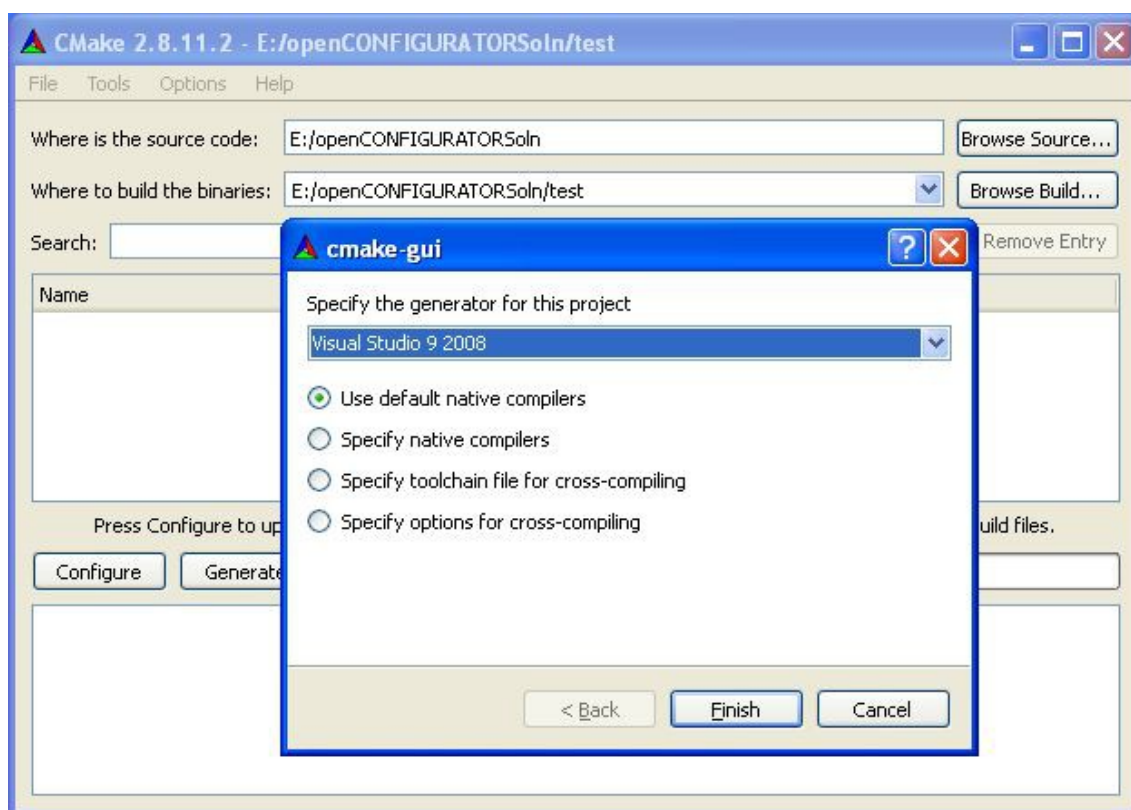 CMake 2.8.11.2 - E:/openCONFIGURATORSoln/test
File Tools Options Help
Where is the source code: E:/openCONFIGURATORSoln Browse Source...
Where to build the binaries: E:/openCONFIGURATORSoln/test Browse Build...
Search: Remove Entry
Name
cmake-gui
Specify the generator for this project
Visual Studio 9 2008
Use default native compilers
Specify native compilers
Specify toolchain file for cross-compiling
Specify options for cross-compiling
< Back Finish Cancel
Press Configure to up
uild files.
Configure Generate